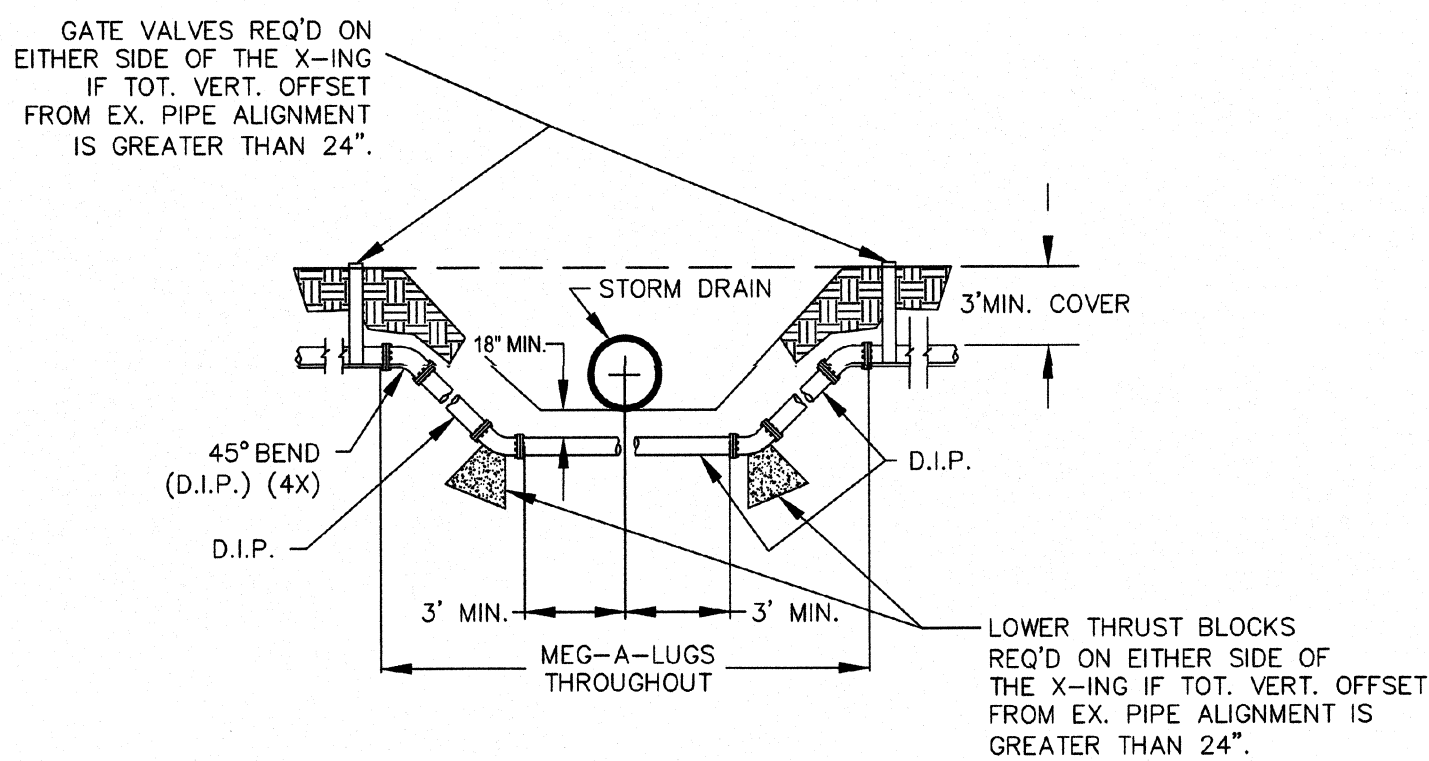 GATE VALVES REQ'D ON
EITHER SIDE OF THE X-ING
IF TOT. VERT. OFFSET
FROM EX. PIPE ALIGNMENT
IS GREATER THAN 24".
STORM DRAIN
3'MIN. COVER
18" MIN.
45° BEND
(D.I.P.) (4X)
D.I.P.
D.I.P.
3' MIN.
3' MIN.
MEG-A-LUGS
THROUGHOUT
LOWER THRUST BLOCKS
REQ'D ON EITHER SIDE OF
THE X-ING IF TOT. VERT. OFFSET
FROM EX. PIPE ALIGNMENT IS
GREATER THAN 24".